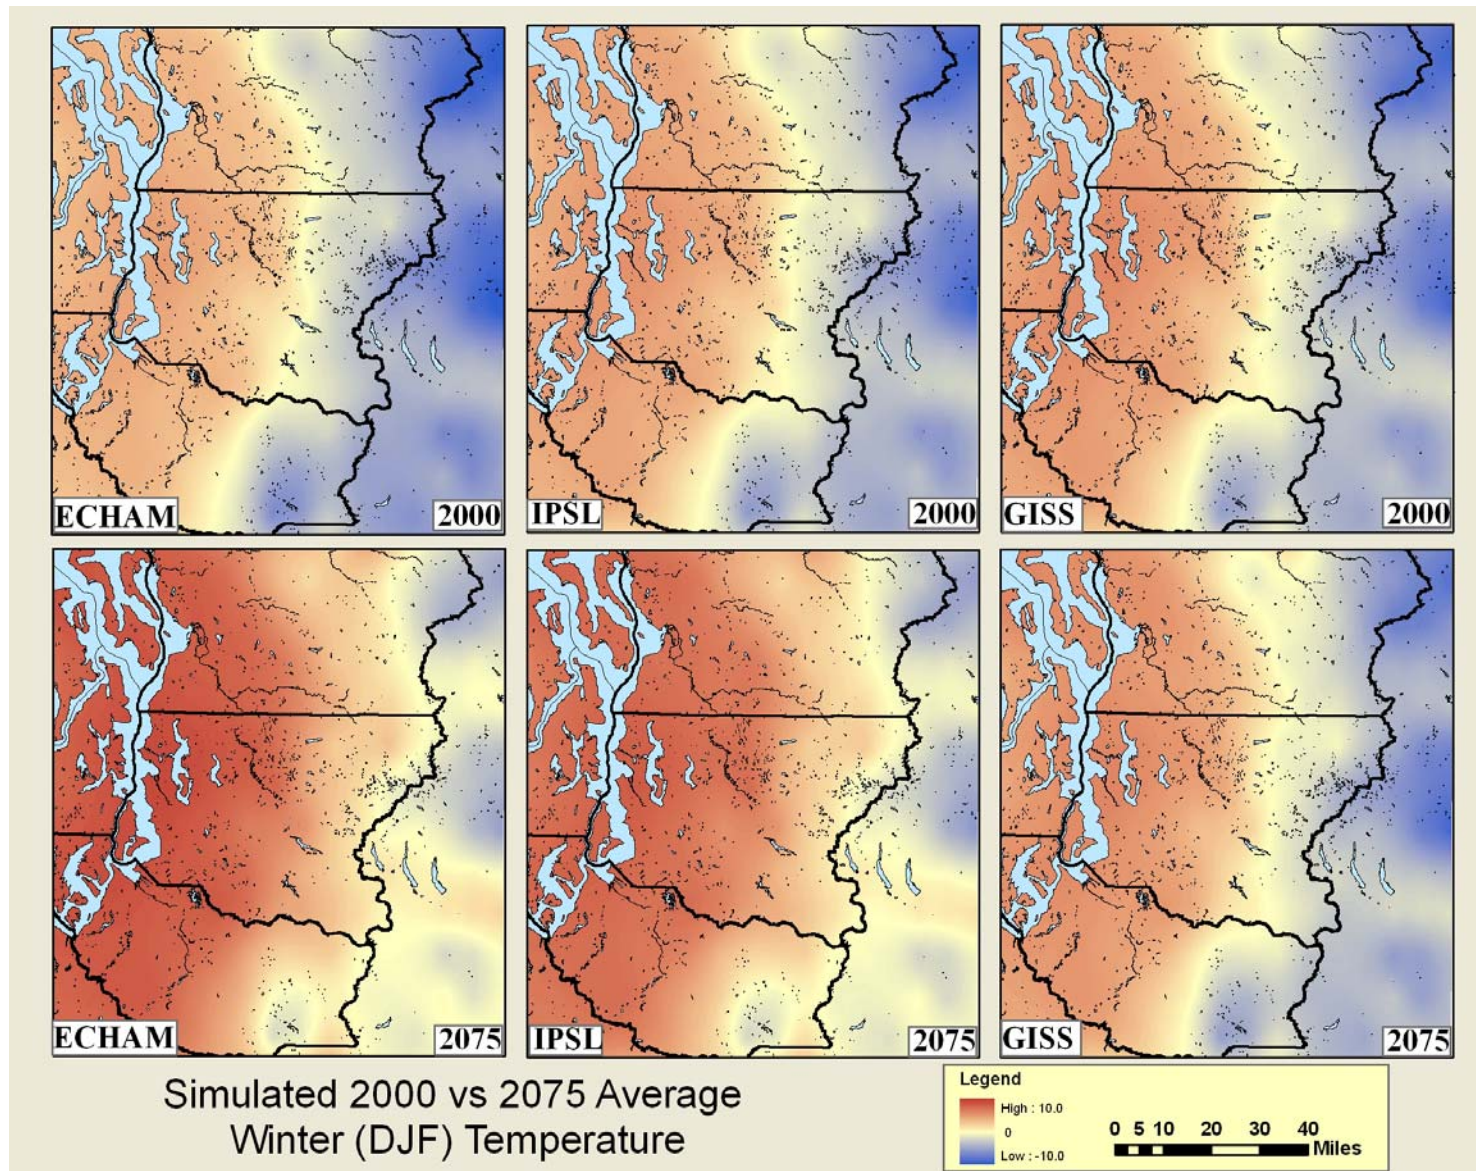 ECHAM 2000 IPSL 2000 GISS 2000
ECHAM 2075 IPSL 2075 GISS 2075
Simulated 2000 vs 2075 Average
Winter (DJF) Temperature
Legend
High : 10.0
0
Low : -10.0
0 5 10 20 30 40
Miles